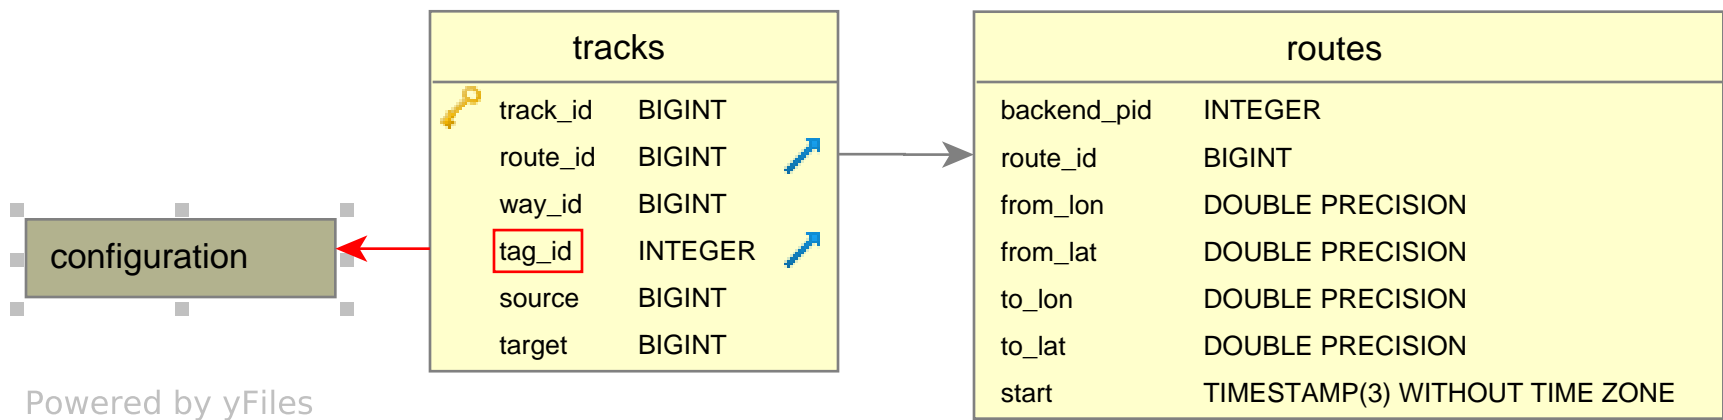 configuration
Powered by yFiles
tracks
track_id BIGINT
route_id BIGINT
way_id BIGINT
tag_id INTEGER
source BIGINT
target BIGINT
routes
backend_pid INTEGER
route_id BIGINT
from_lon DOUBLE PRECISION
from_lat DOUBLE PRECISION
to_lon DOUBLE PRECISION
to_lat DOUBLE PRECISION
start TIMESTAMP(3) WITHOUT TIME ZONE